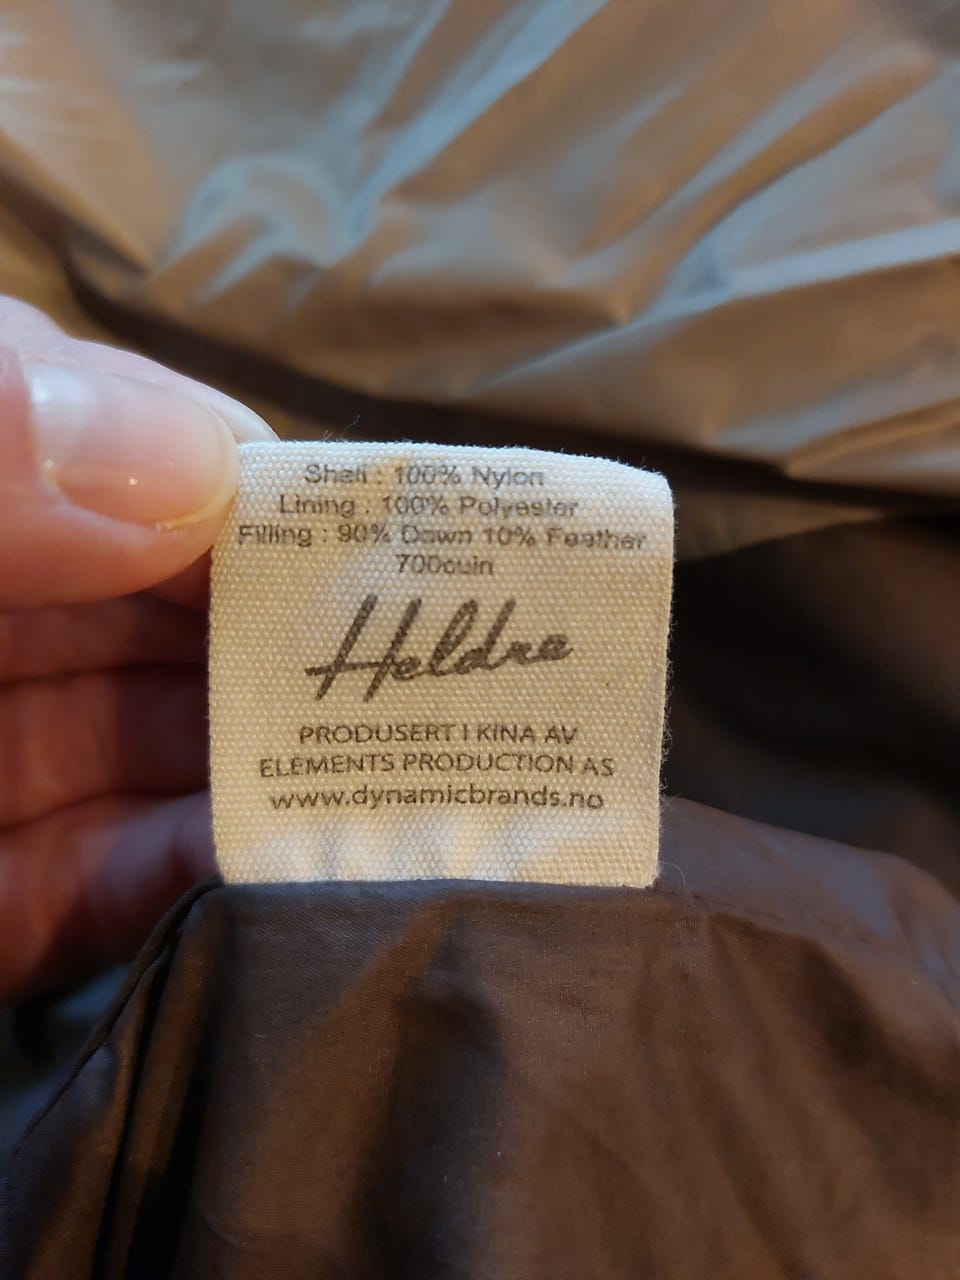 Shell : 100% Nylon
Lining : 100% Polyester
Filling : 90% Down 10% Feather
700cuin
Heldre
PRODUSERT I KINA AV
ELEMENTS PRODUCTION AS
www.dynamicbrands.no